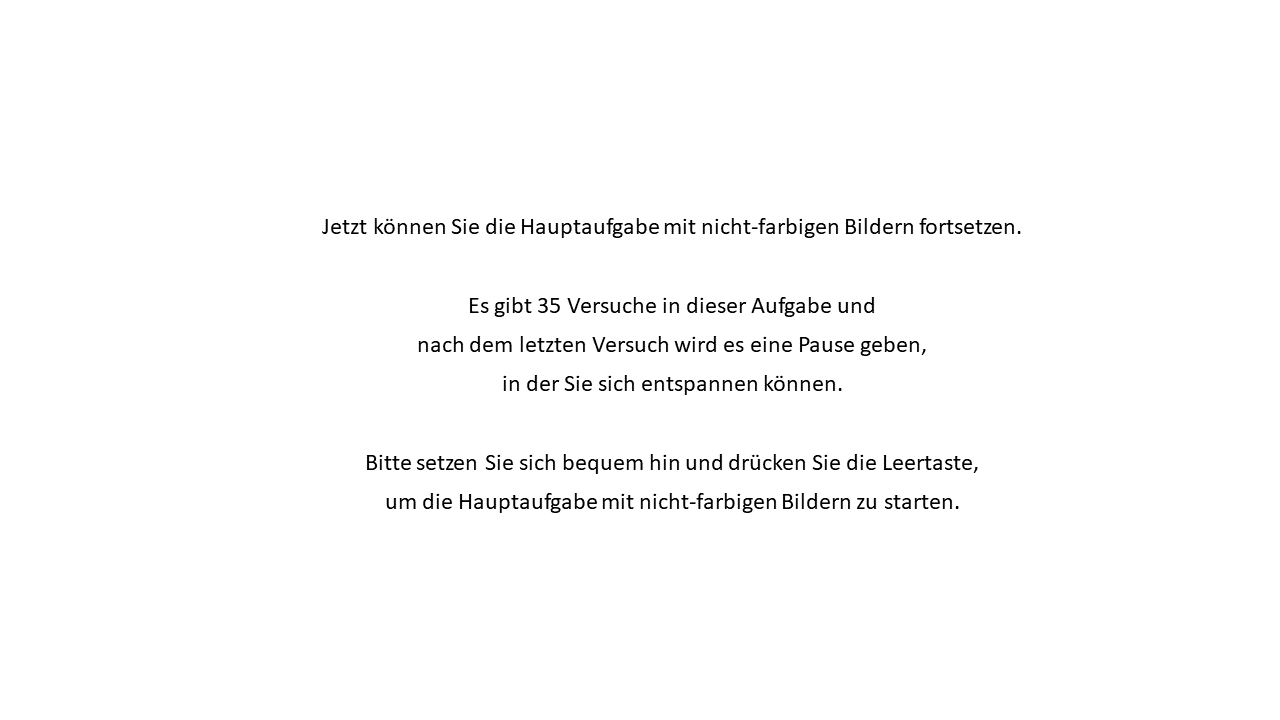 Jetzt können Sie die Hauptaufgabe mit nicht-farbigen Bildern fortsetzen.
Es gibt 35 Versuche in dieser Aufgabe und
nach dem letzten Versuch wird es eine Pause geben,
in der Sie sich entspannen können.
Bitte setzen Sie sich bequem hin und drücken Sie die Leertaste,
um die Hauptaufgabe mit nicht-farbigen Bildern zu starten.